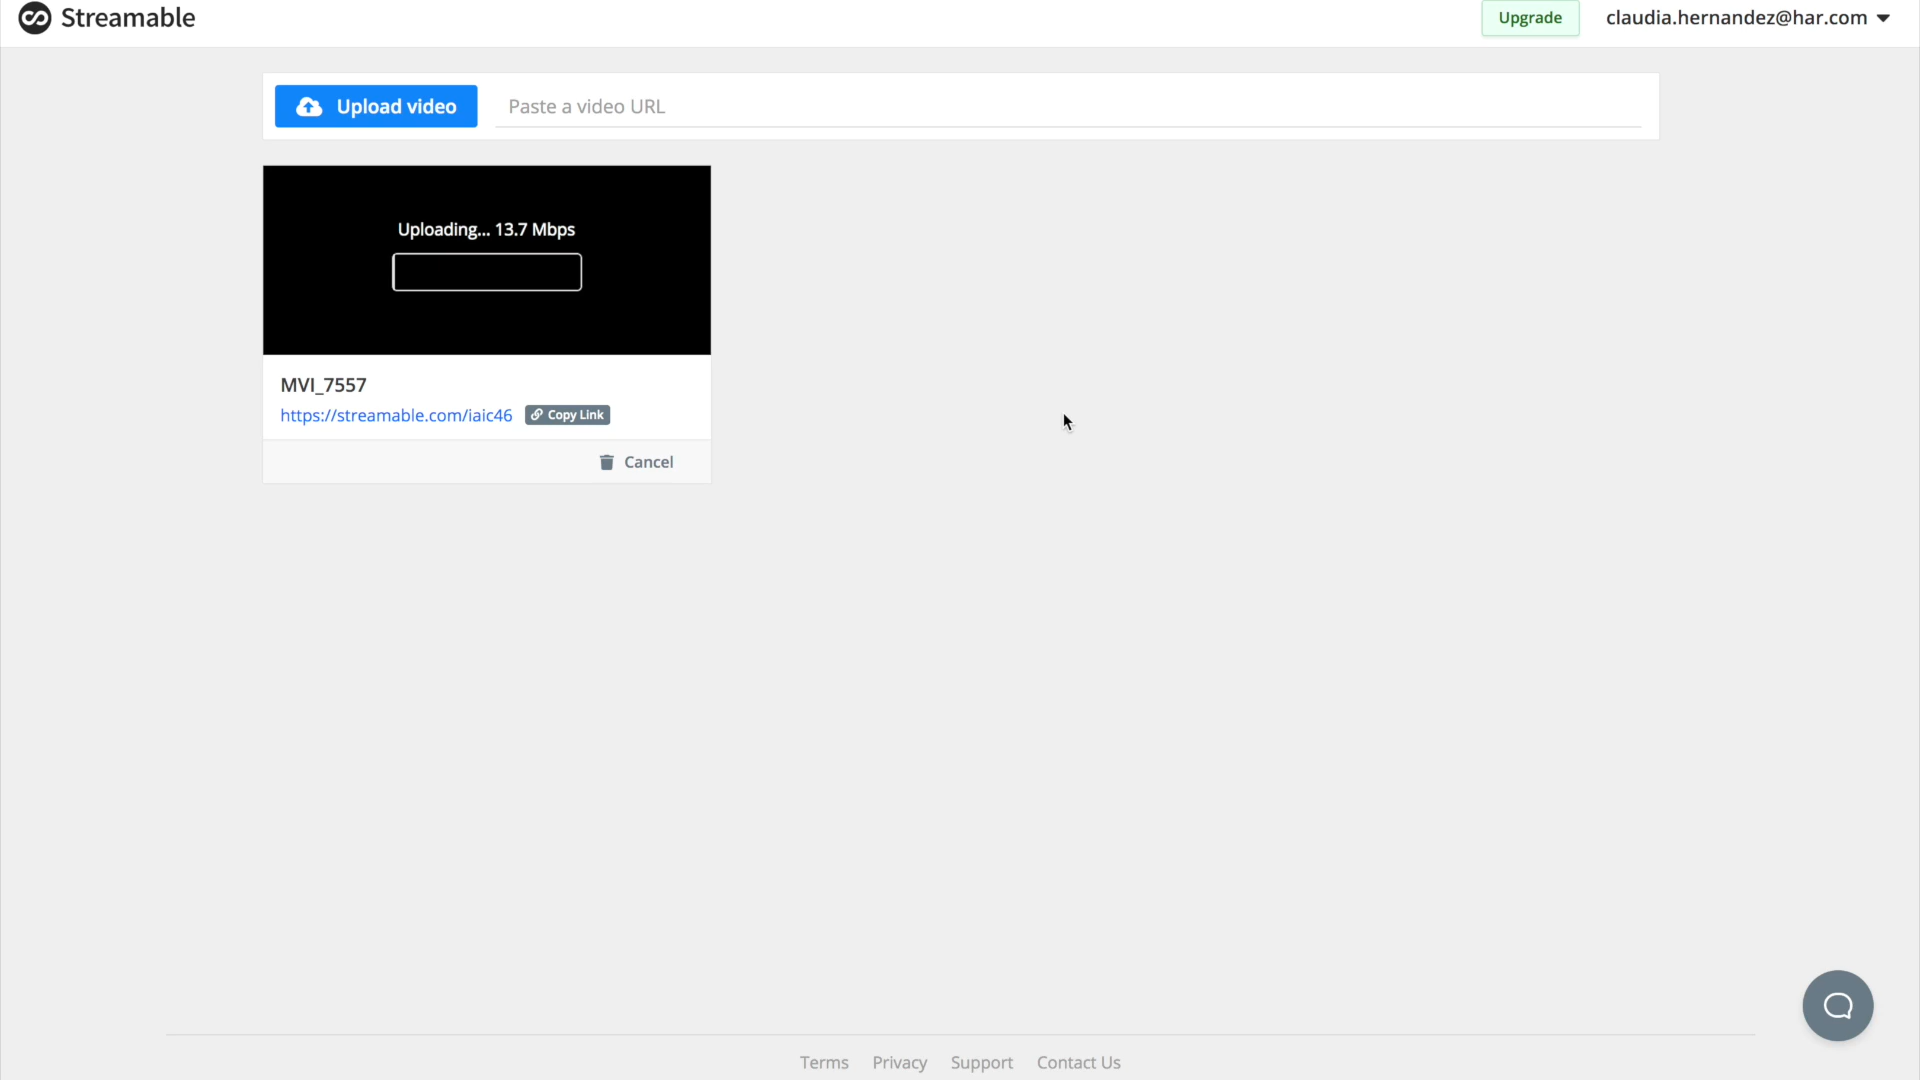 Streamable
Upgrade
claudia.hernandez@har.com
Upload video
Paste a video URL
Uploading... 13.7 Mbps
MVI_7557
https://streamable.com/iaic46
Copy Link
Cancel
Terms
Privacy
Support
Contact Us